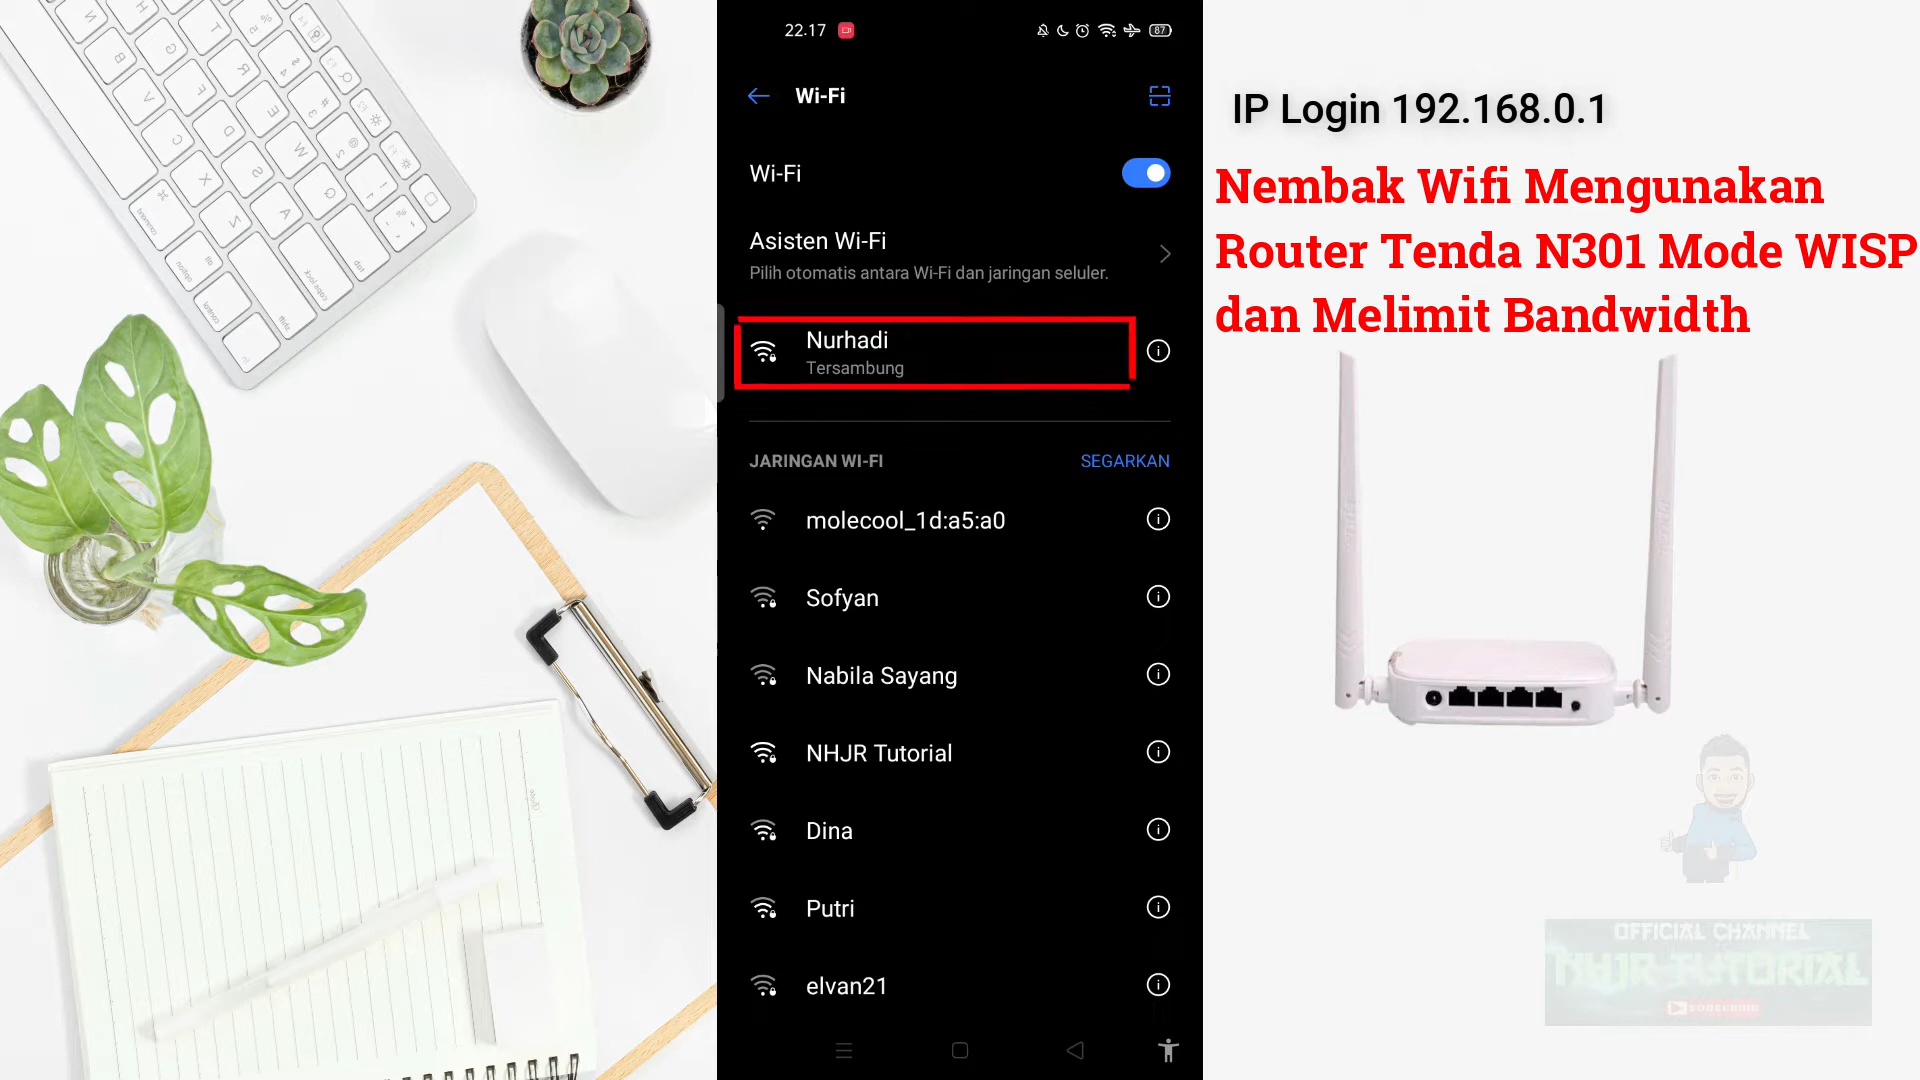 22.17
87
Wi-Fi
Wi-Fi
Asisten Wi-Fi
Pilih otomatis antara Wi-Fi dan jaringan seluler.
Nurhadi
Tersambung
JARINGAN WI-FI
SEGARKAN
molecool_1d:a5:a0
Sofyan
Nabila Sayang
NHJR Tutorial
Dina
Putri
elvan21
IP Login 192.168.0.1
Nembak Wifi Mengunakan
Router Tenda N301 Mode WISP
dan Melimit Bandwidth
OFFICIAL CHANNEL
NHJR TUTORIAL
SUBSCRIBE